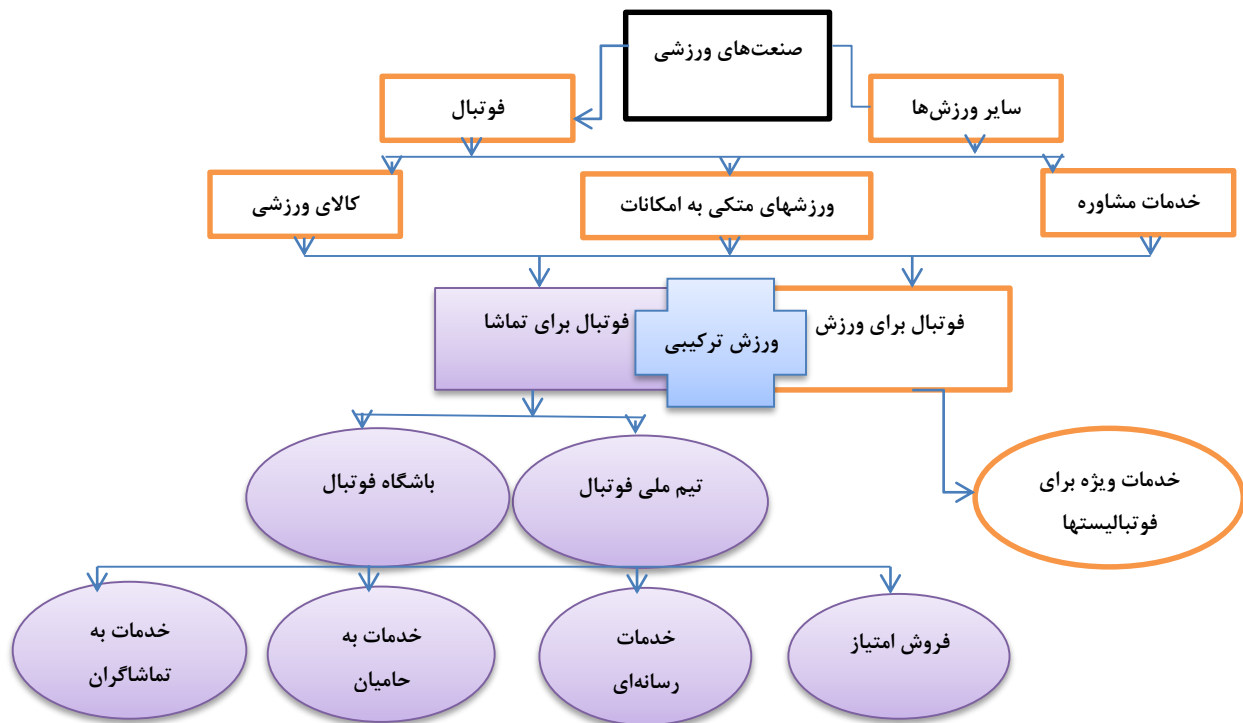 صنعت‌های ورزشی
سایر ورزش‌ها
فوتبال
خدمات مشاوره
ورزشهای متکی به امکانات
کالای ورزشی
فوتبال برای ورزش
ورزش ترکیبی
فوتبال برای تماشا
خدمات ویژه برای
فوتبالیستها
تیم ملی فوتبال
باشگاه فوتبال
فروش امتیاز
خدمات
رسانه‌ای
خدمات به
حامیان
خدمات به
تماشاگران